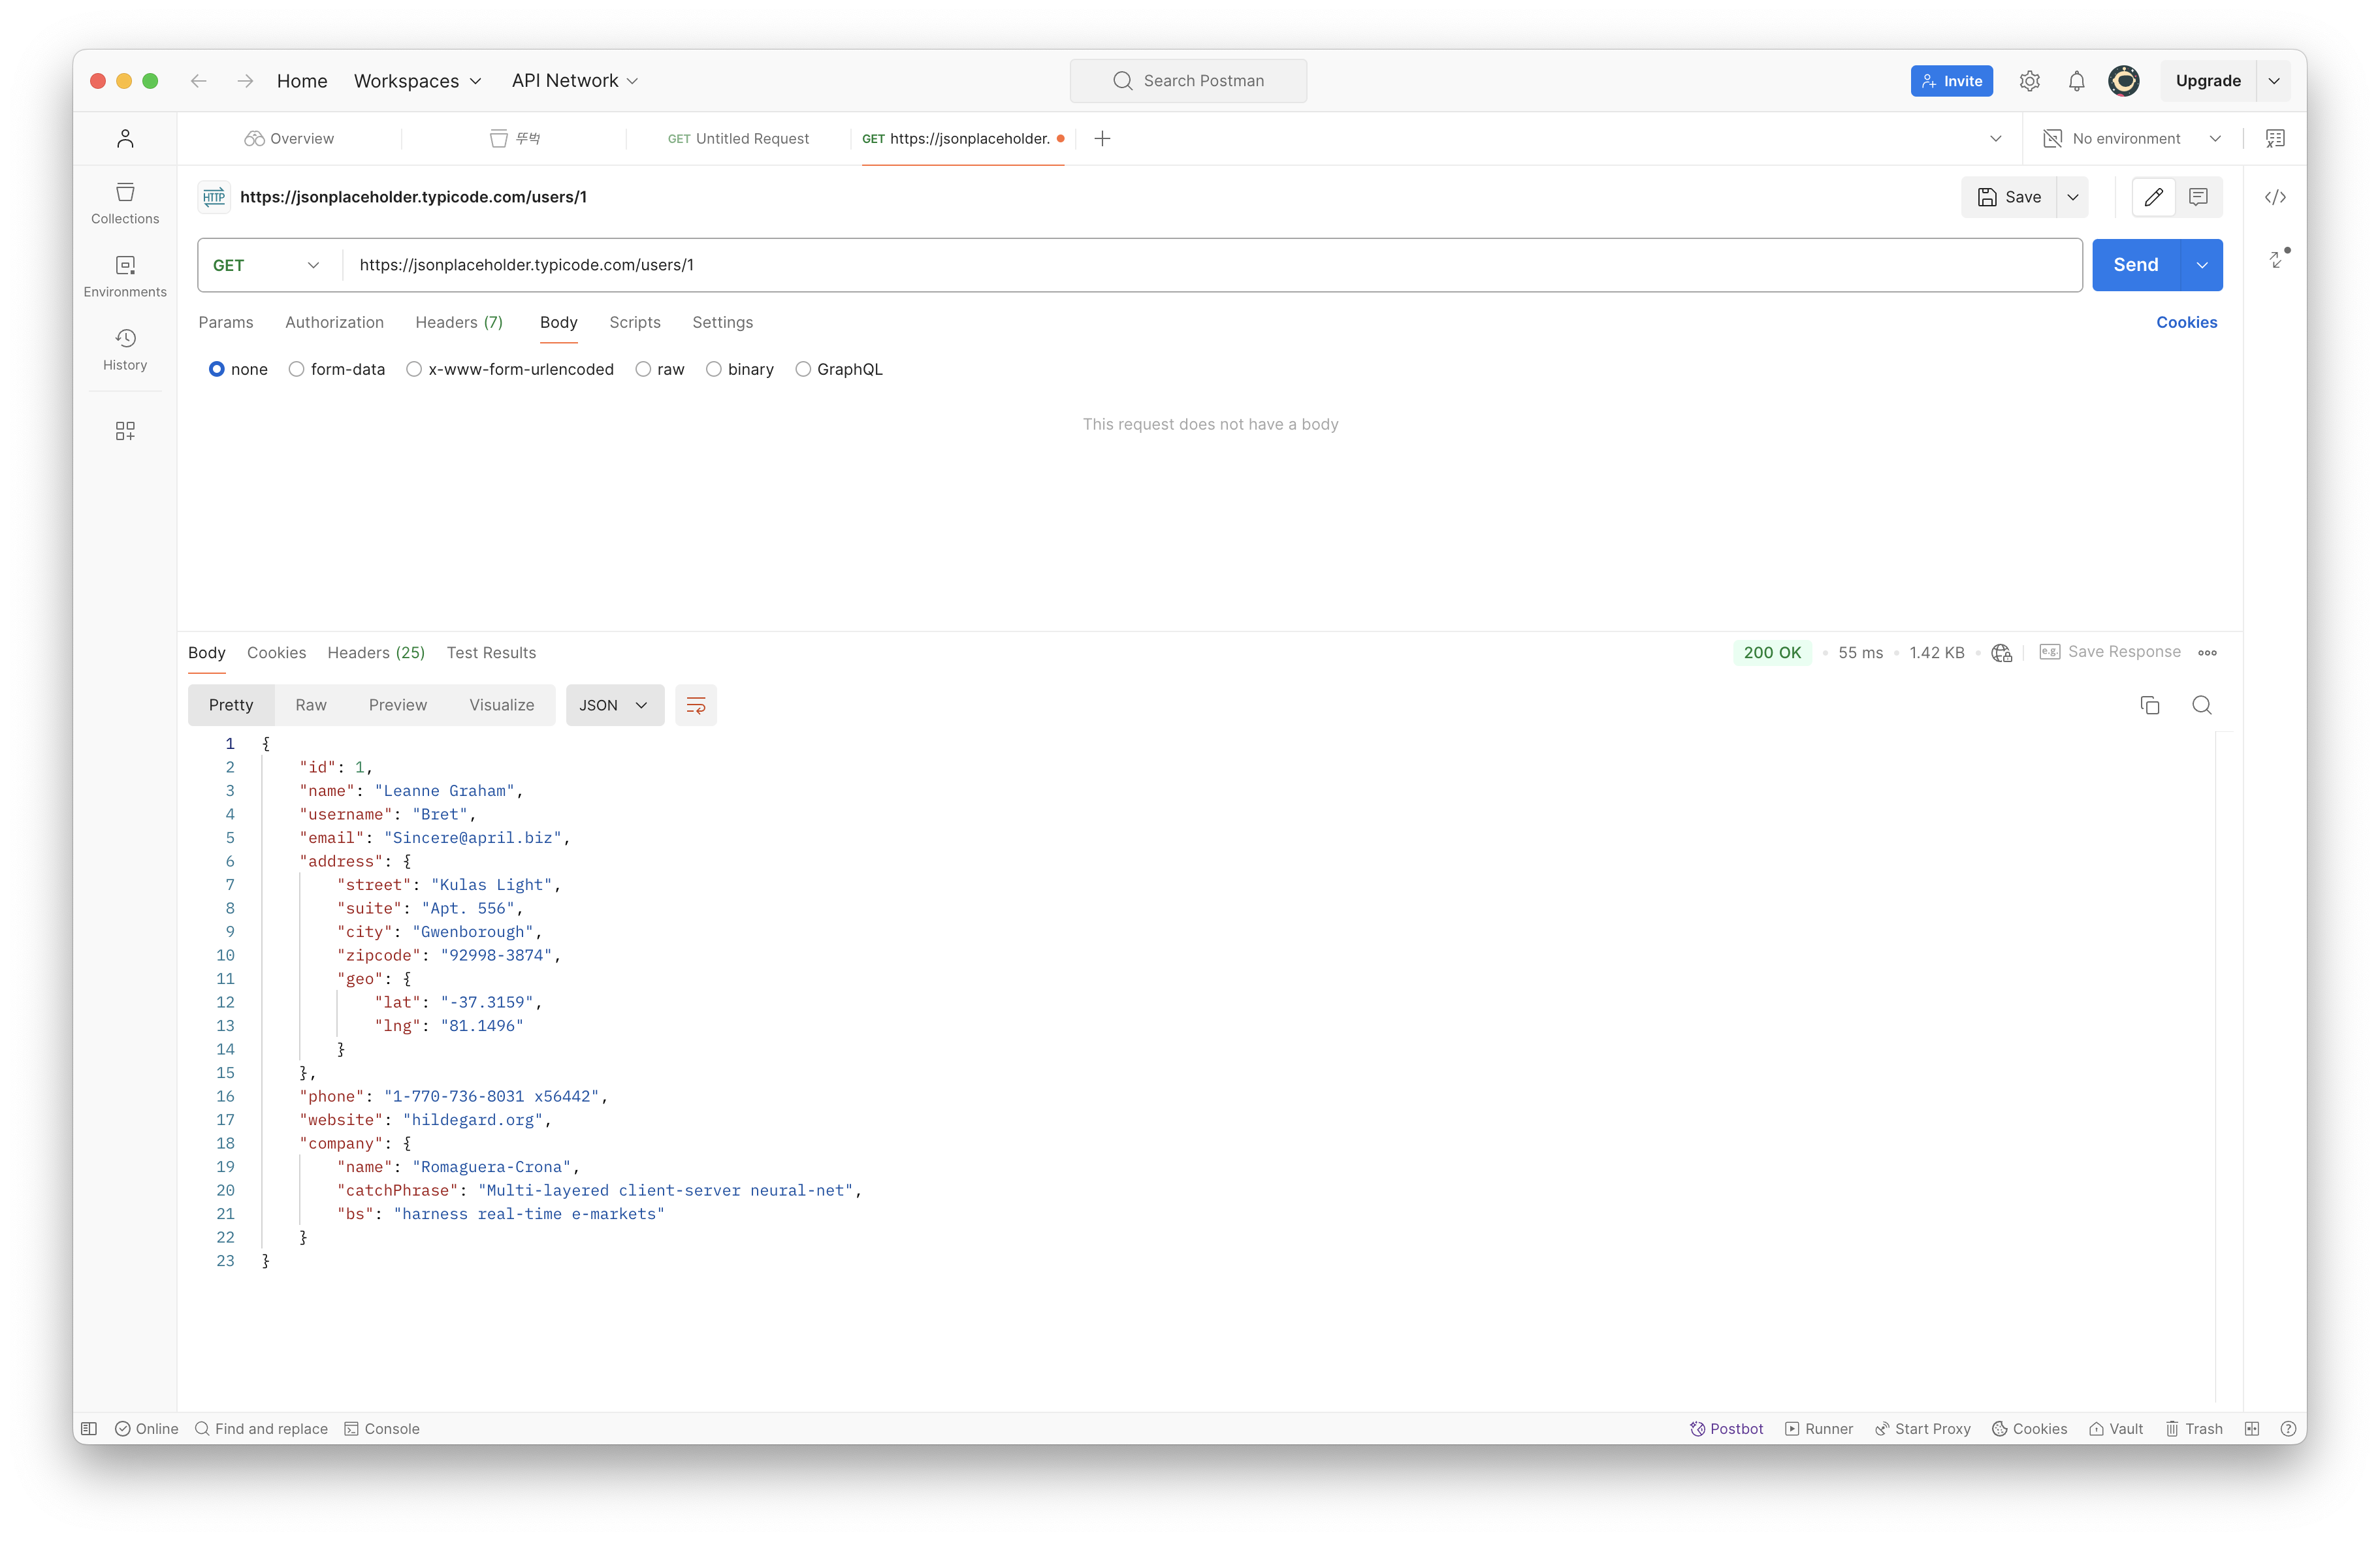 Home Workspaces API Network Search Postman Invite Upgrade
Overview 뚜벅 GET Untitled Request GET https://jsonplaceholder. No environment
HTTP https://jsonplaceholder.typicode.com/users/1 Save
Collections
GET https://jsonplaceholder.typicode.com/users/1 Send
Environments
Params Authorization Headers (7) Body Scripts Settings Cookies
History
none form-data x-www-form-urlencoded raw binary GraphQL
This request does not have a body
Body Cookies Headers (25) Test Results 200 OK 55 ms 1.42 KB e.g. Save Response
Pretty Raw Preview Visualize JSON
1 {
2 "id": 1,
3 "name": "Leanne Graham",
4 "username": "Bret",
5 "email": "Sincere@april.biz",
6 "address": {
7 "street": "Kulas Light",
8 "suite": "Apt. 556",
9 "city": "Gwenborough",
10 "zipcode": "92998-3874",
11 "geo": {
12 "lat": "-37.3159",
13 "lng": "81.1496"
14 }
15 },
16 "phone": "1-770-736-8031 x56442",
17 "website": "hildegard.org",
18 "company": {
19 "name": "Romaguera-Crona",
20 "catchPhrase": "Multi-layered client-server neural-net",
21 "bs": "harness real-time e-markets"
22 }
23 }
Online Find and replace Console Postbot Runner Start Proxy Cookies Vault Trash